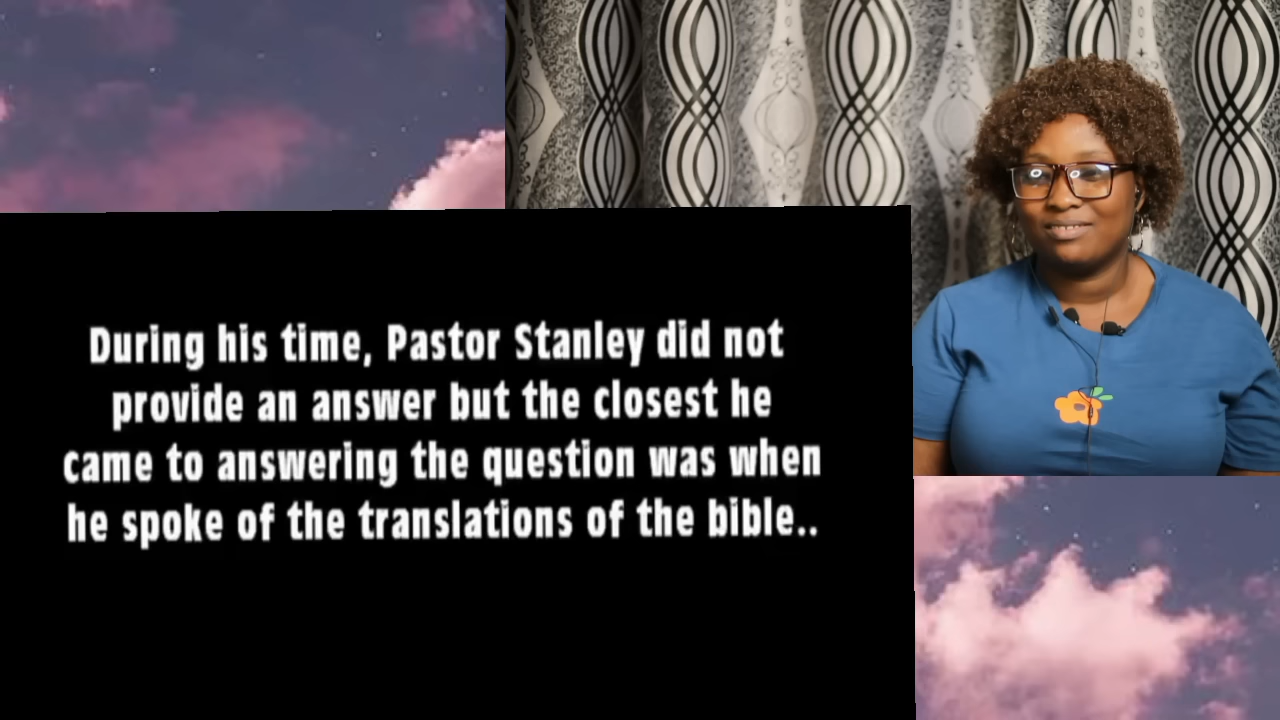 During his time, Pastor Stanley did not
provide an answer but the closest he
came to answering the question was when
he spoke of the translations of the bible..